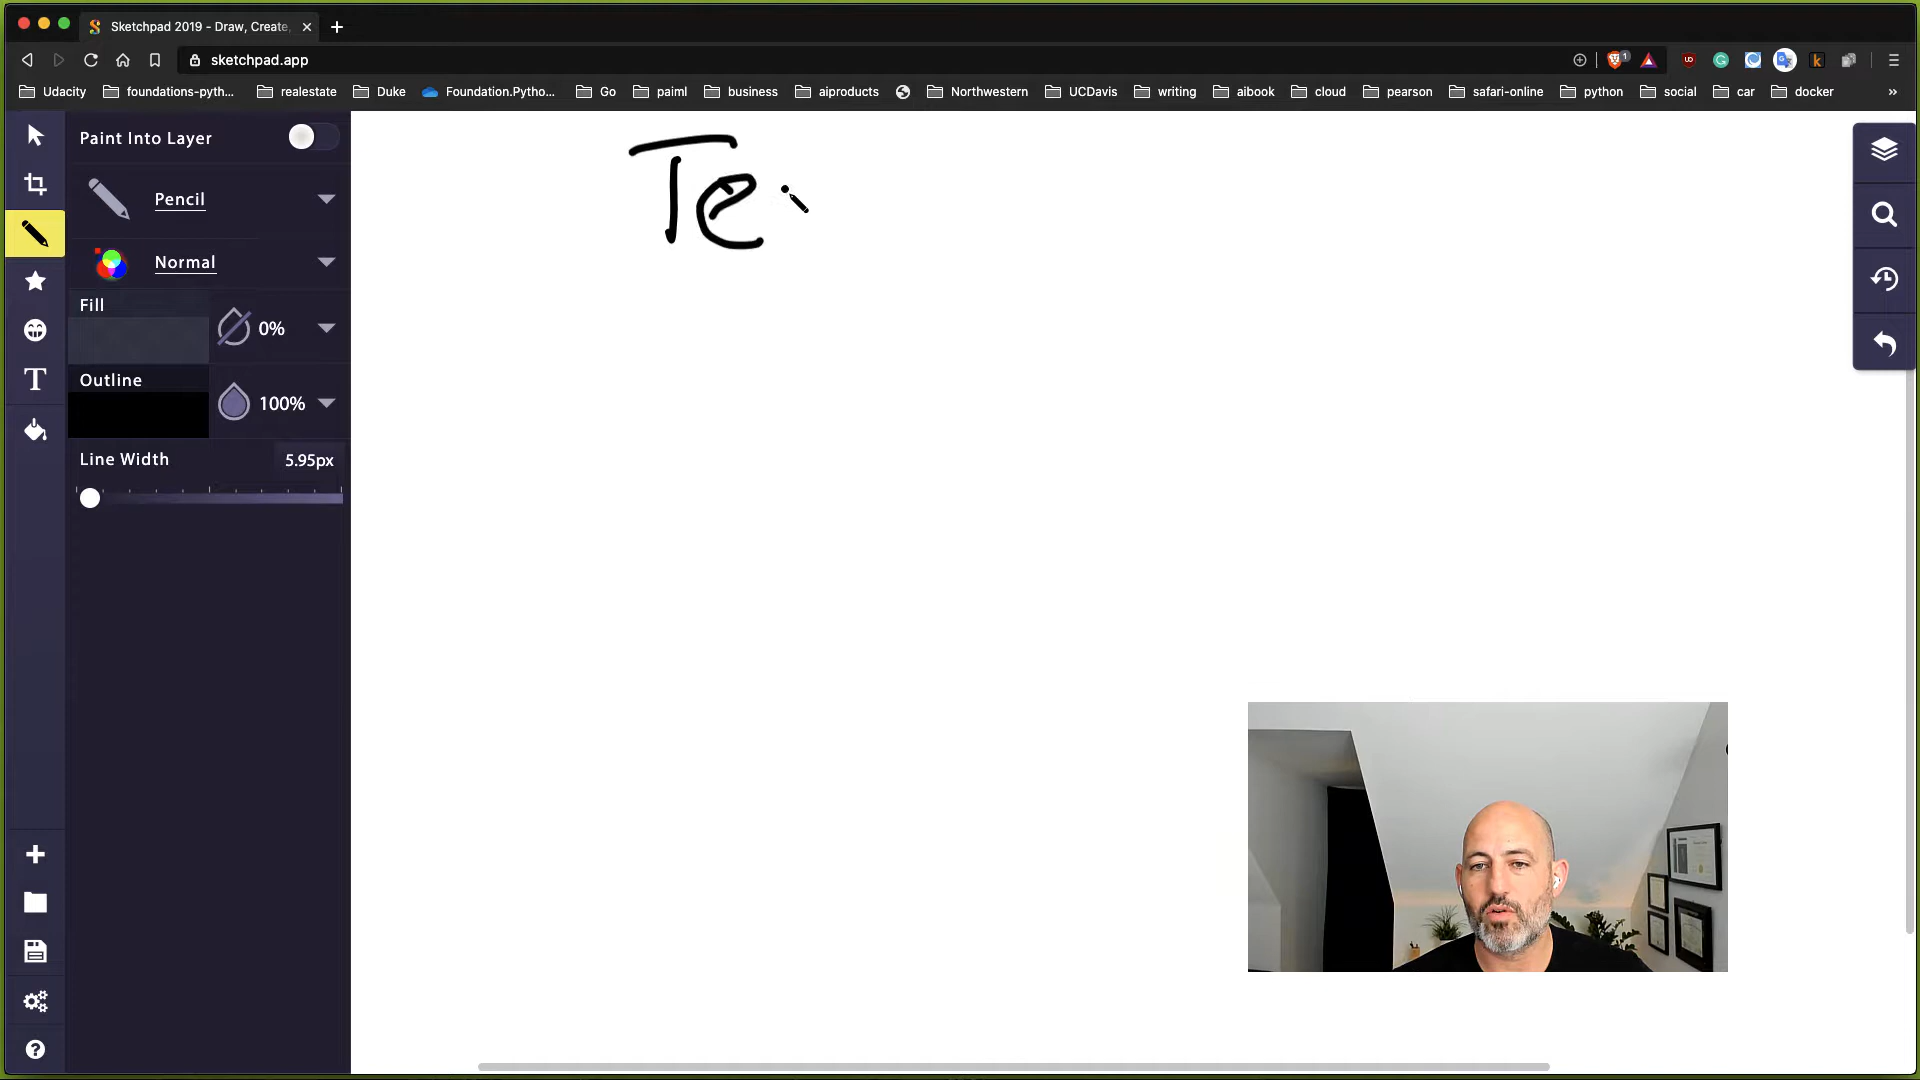 Sketchpad 2019 - Draw, Create,
sketchpad.app
1
Udacity
foundations-pyth...
realestate
Duke
Foundation.Pytho...
Go
paiml
business
aiproducts
Northwestern
UCDavis
writing
aibook
cloud
pearson
safari-online
python
social
car
docker
»
Paint Into Layer
Pencil
Normal
Fill
0%
Outline
100%
Line Width
5.95px
T
Te